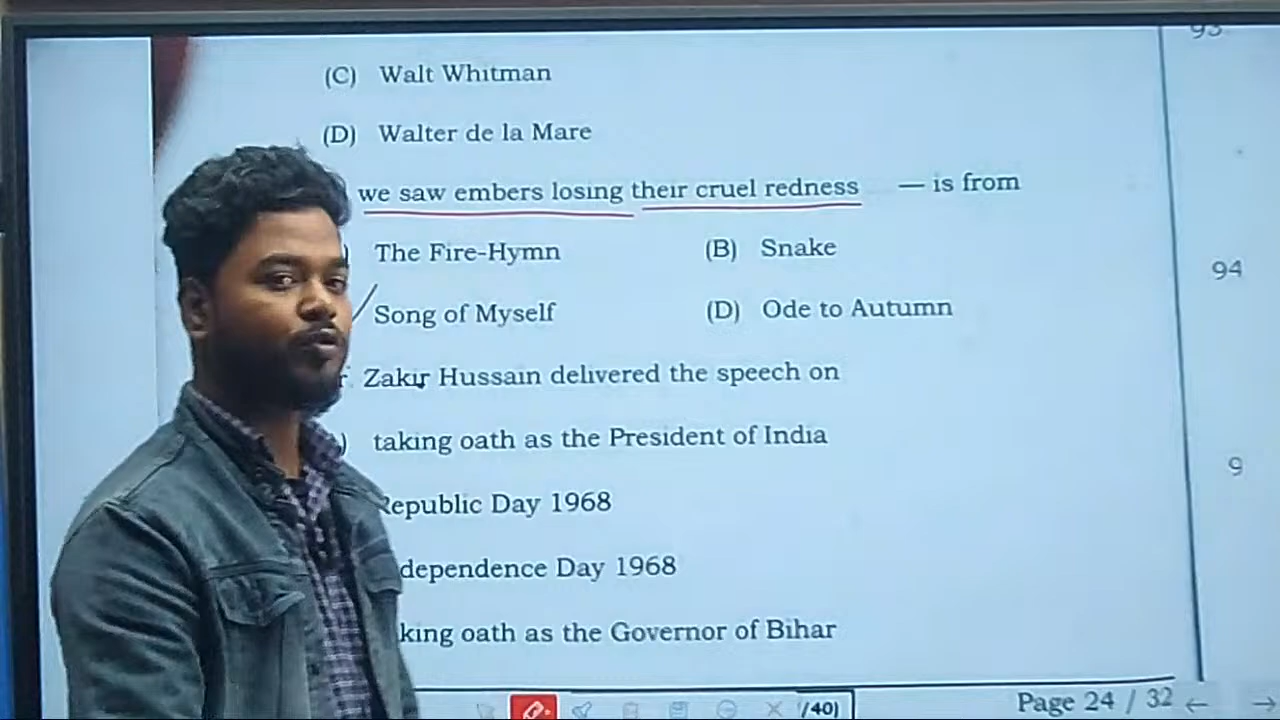 93
(C) Walt Whitman
(D) Walter de la Mare
we saw embers losing their cruel redness — is from
) The Fire-Hymn (B) Snake
94
Song of Myself (D) Ode to Autumn
r. Zakir Hussain delivered the speech on
) taking oath as the President of India
9
Republic Day 1968
dependence Day 1968
king oath as the Governor of Bihar
/40)
Page 24 / 32 ← →